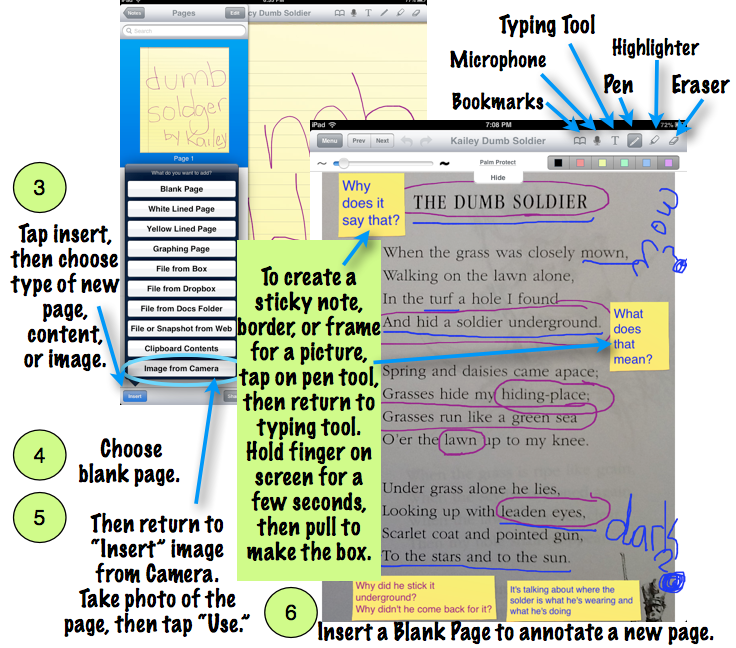 6:33 PM
77%
Notes
Pages
Edit
cy Dumb Soldier
Search
dumb
soldger
by Kailey
Page 1
What do you want to add?
Blank Page
White Lined Page
Yellow Lined Page
Graphing Page
File from Box
File from Dropbox
File from Docs Folder
File or Snapshot from Web
Clipboard Contents
Image from Camera
Insert
Typing Tool
Microphone
Highlighter
Bookmarks
Pen
Eraser
iPad
7:08 PM
72%
Menu
Prev
Next
Kailey Dumb Soldier
T
Palm Protect
Hide
3
Tap insert,
then choose
type of new
page,
content,
or image.
4
Choose
blank page.
5
Then return to
"Insert" image
from Camera.
Take photo of the
page, then tap "Use."
To create a
sticky note,
border, or frame
for a picture,
tap on pen tool,
then return to
typing tool.
Hold finger on
screen for a
few seconds,
then pull to
make the box.
Why
does it
say that?
THE DUMB SOLDIER
When the grass was closely mown,
Walking on the lawn alone,
In the turf a hole I found
And hid a soldier underground.
mow
?
What
does
that
mean?
Spring and daisies came apace;
Grasses hide my hiding-place;
Grasses run like a green sea
O'er the lawn up to my knee.
Under grass alone he lies,
Looking up with leaden eyes,
Scarlet coat and pointed gun,
To the stars and to the sun.
dark
?
Why did he stick it
underground?
Why didn't he come back for it?
It's talking about where the
solder is what he's wearing and
what he's doing
6
Insert a Blank Page to annotate a new page.